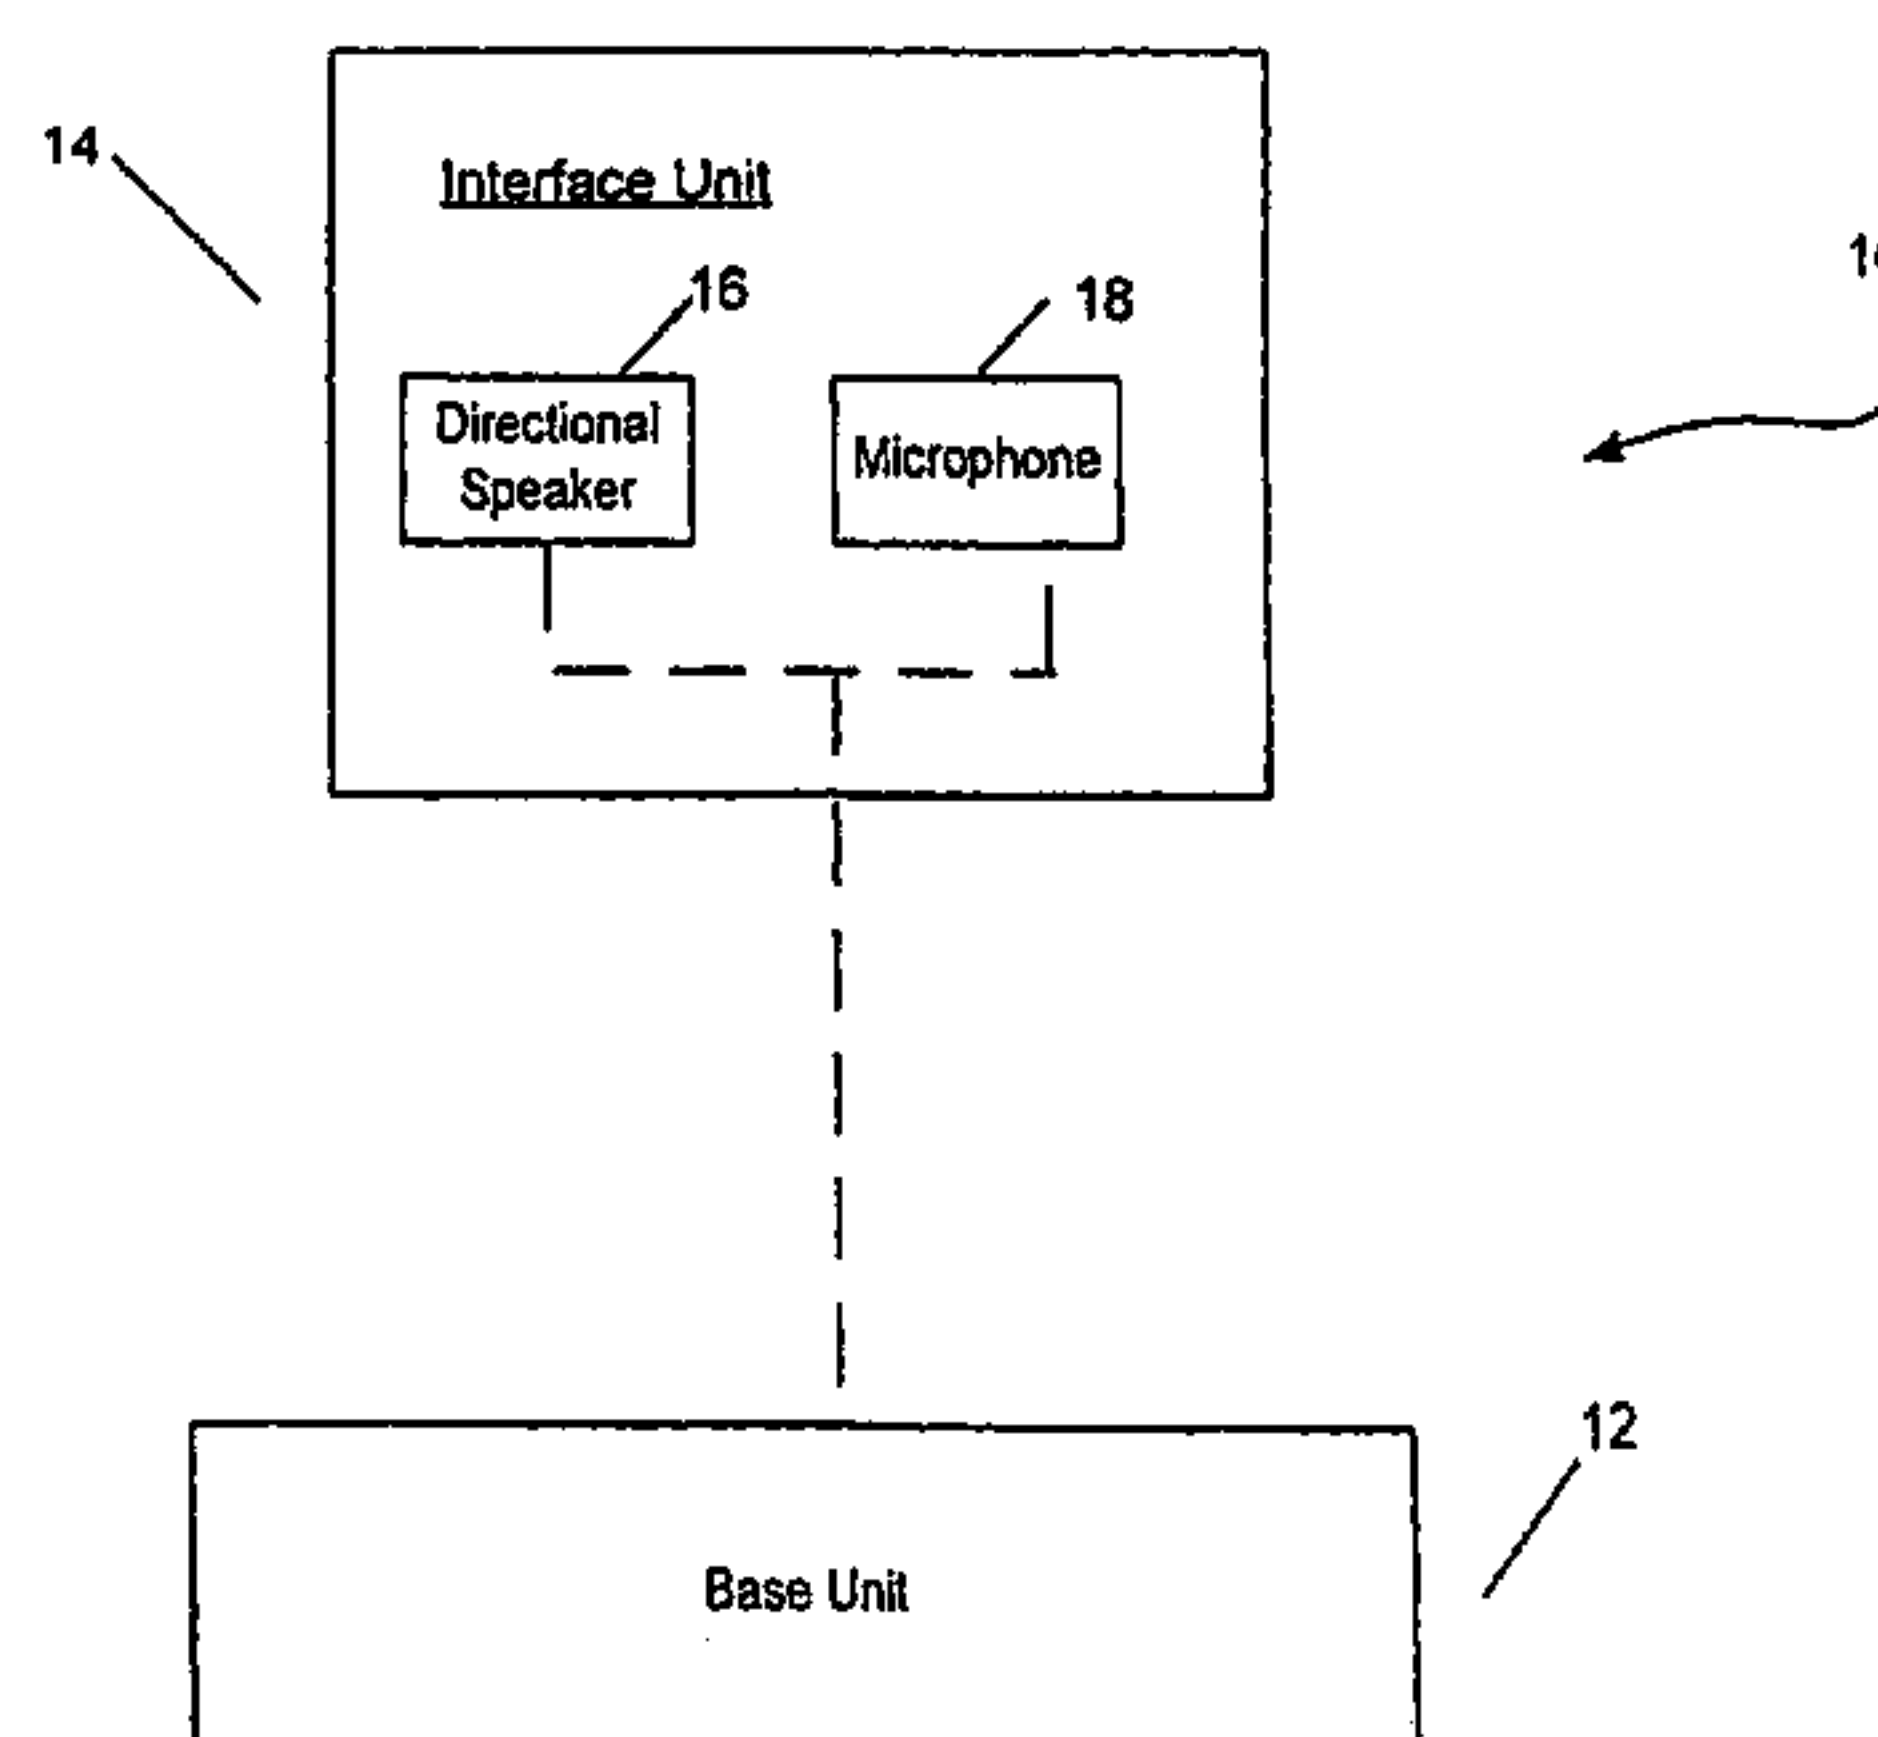 14
Interface Unit
16
18
Directional
Speaker
Microphone
12
Base Unit